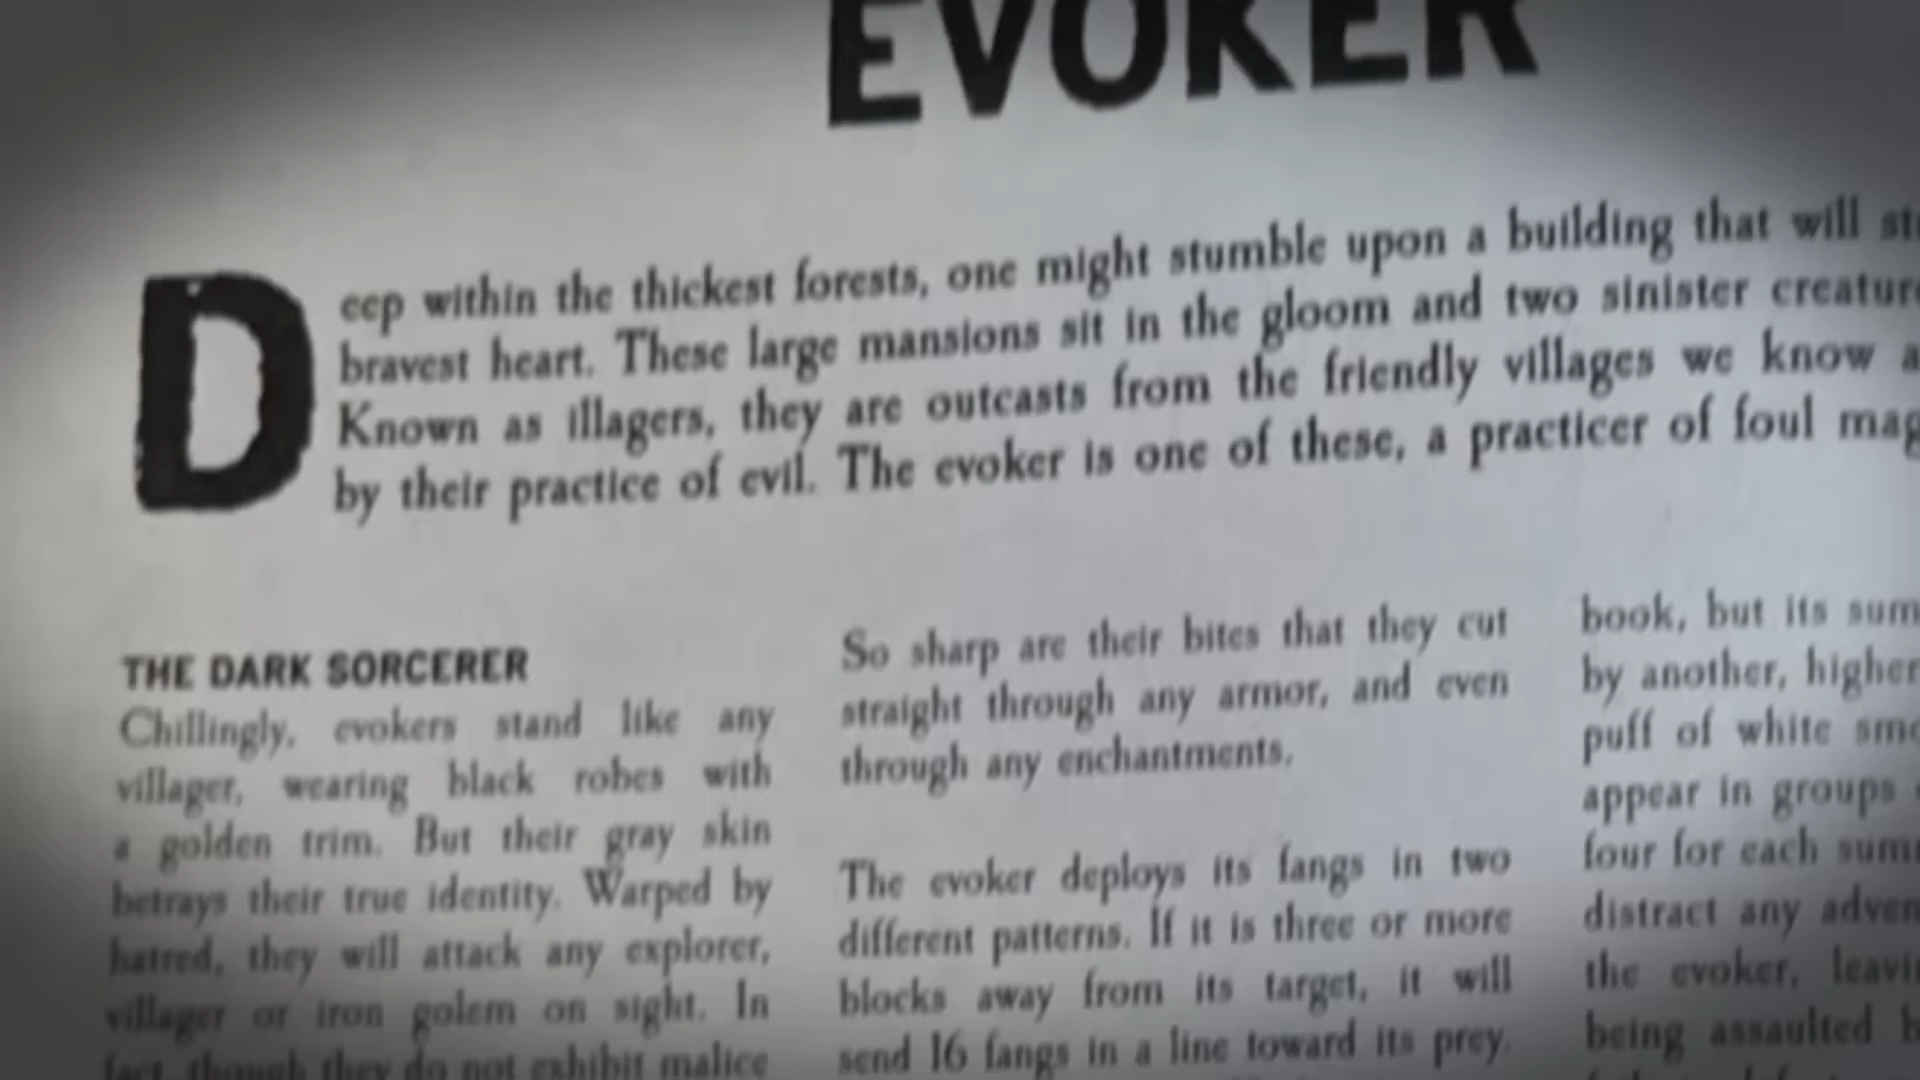 EVOKER
Deep within the thickest forests, one might stumble upon a building that will
bravest heart. These large mansions sit in the gloom and two sinister
Known as illagers, they are outcasts from the friendly villages we know
by their practice of evil. The evoker is one of these, a practicer of foul
THE DARK SORCERER
Chillingly, evokers stand like any
villager, wearing black robes with
a golden trim. But their gray skin
betrays their true identity. Warped by
hatred, they will attack any explorer,
villager or iron golem on sight. In
fact, though they do not exhibit malice
So sharp are their bites that they cut
straight through any armor, and even
through any enchantments.
The evoker deploys its fangs in two
different patterns. If it is three or more
blocks away from its target, it will
send 16 fangs in a line toward its prey.
book, but its
by another, higher
puff of white
appear in groups
four for each
distract any
the evoker,
being assaulted